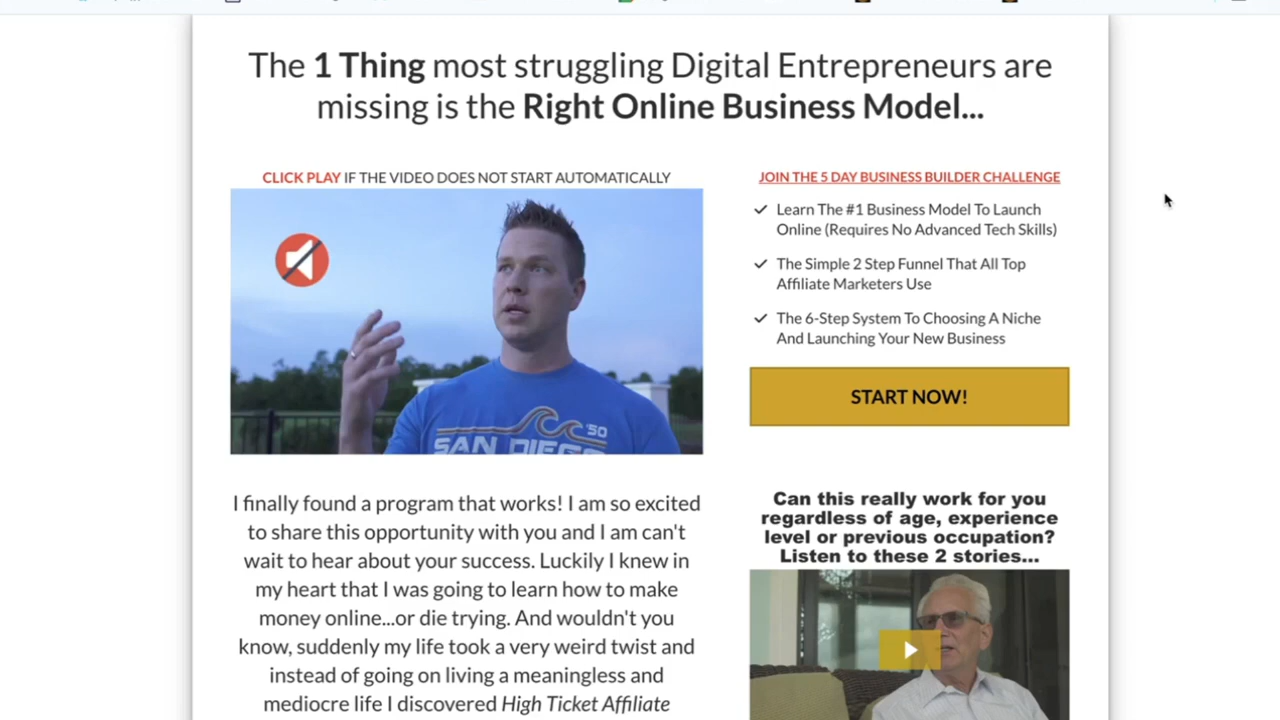 The 1 Thing most struggling Digital Entrepreneurs are
missing is the Right Online Business Model...
CLICK PLAY IF THE VIDEO DOES NOT START AUTOMATICALLY
'50
SAN DIEGO
I finally found a program that works! I am so excited
to share this opportunity with you and I am can't
wait to hear about your success. Luckily I knew in
my heart that I was going to learn how to make
money online...or die trying. And wouldn't you
know, suddenly my life took a very weird twist and
instead of going on living a meaningless and
mediocre life I discovered High Ticket Affiliate
JOIN THE 5 DAY BUSINESS BUILDER CHALLENGE
Learn The #1 Business Model To Launch
Online (Requires No Advanced Tech Skills)
The Simple 2 Step Funnel That All Top
Affiliate Marketers Use
The 6-Step System To Choosing A Niche
And Launching Your New Business
START NOW!
Can this really work for you
regardless of age, experience
level or previous occupation?
Listen to these 2 stories...